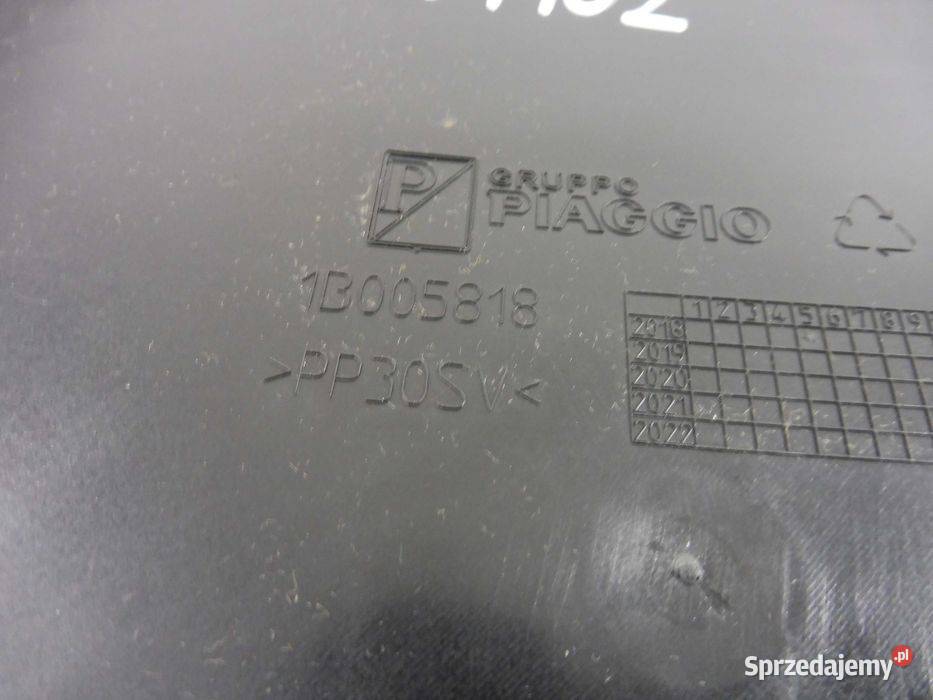 P GRUPPO
PIAGGIO
1B005818
>PP30SV<
1 2 3 4 5 6 7 8 9
2018
2019
2020
2021
2022
Sprzedajemy.pl